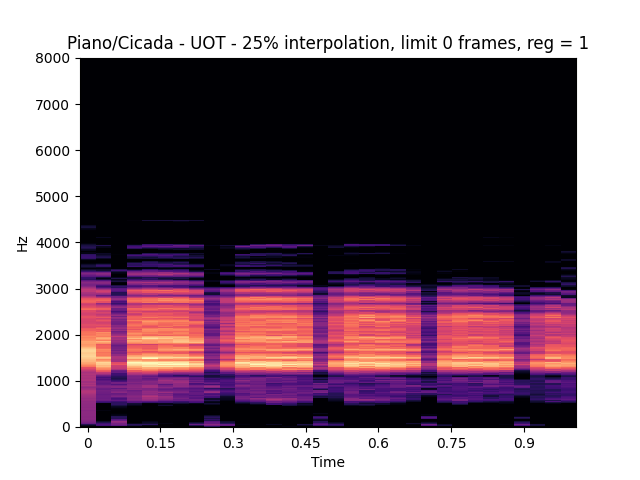 Piano/Cicada - UOT - 25% interpolation, limit 0 frames, reg = 1
8000
7000
6000
5000
4000
3000
2000
1000
0
Hz
0 0.15 0.3 0.45 0.6 0.75 0.9
Time